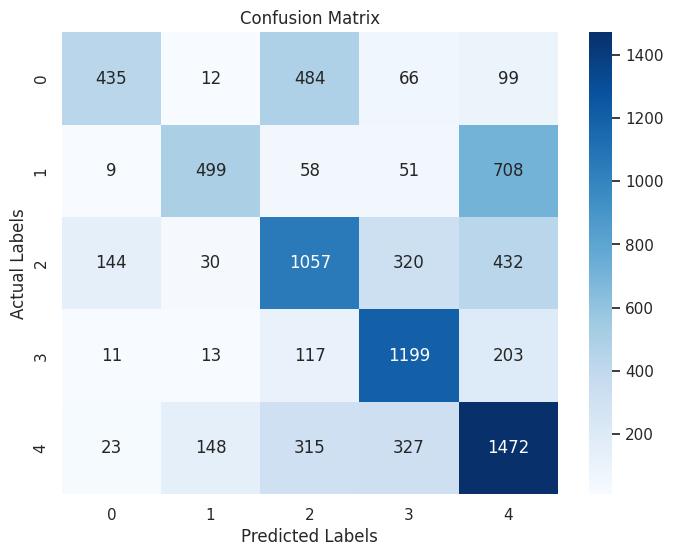 Confusion Matrix
0 435 12 484 66 99
1 9 499 58 51 708
2 144 30 1057 320 432
3 11 13 117 1199 203
4 23 148 315 327 1472
0 1 2 3 4
Actual Labels
Predicted Labels
1400
1200
1000
800
600
400
200